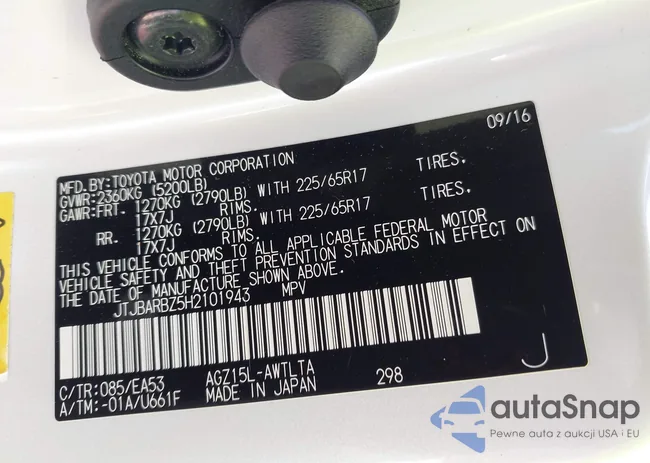 09/16
MFD.BY:TOYOTA MOTOR CORPORATION
GVWR:2360KG (5200LB)
GAWR:FRT. 1270KG (2790LB) WITH 225/65R17 TIRES,
17X7J RIMS.
RR. 1270KG (2790LB) WITH 225/65R17 TIRES,
17X7J RIMS.
THIS VEHICLE CONFORMS TO ALL APPLICABLE FEDERAL MOTOR
VEHICLE SAFETY AND THEFT PREVENTION STANDARDS IN EFFECT ON
THE DATE OF MANUFACTURE SHOWN ABOVE.
JTJBARBZ5H2101943 MPV
C/TR:085/EA53 AGZ15L-AWTLTA
A/TM:-01A/U661F MADE IN JAPAN 298 J
autaSnap
Pewne auta z aukcji USA i EU